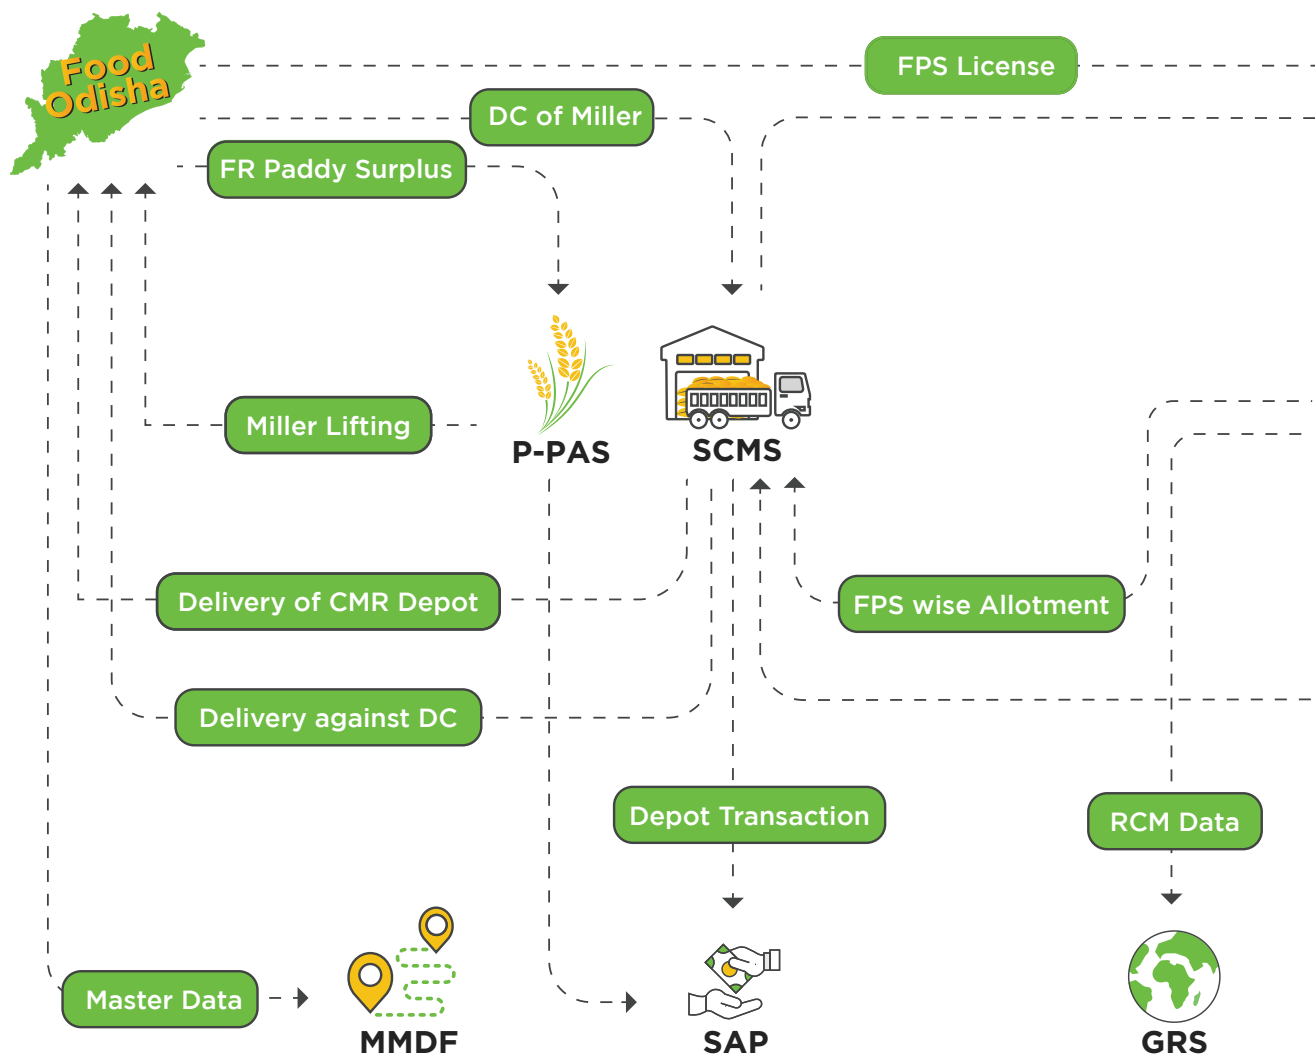 Food
Odisha
FPS License
DC of Miller
FR Paddy Surplus
Miller Lifting
P-PAS
SCMS
Delivery of CMR Depot
FPS wise Allotment
Delivery against DC
Depot Transaction
RCM Data
Master Data
MMDF
SAP
GRS